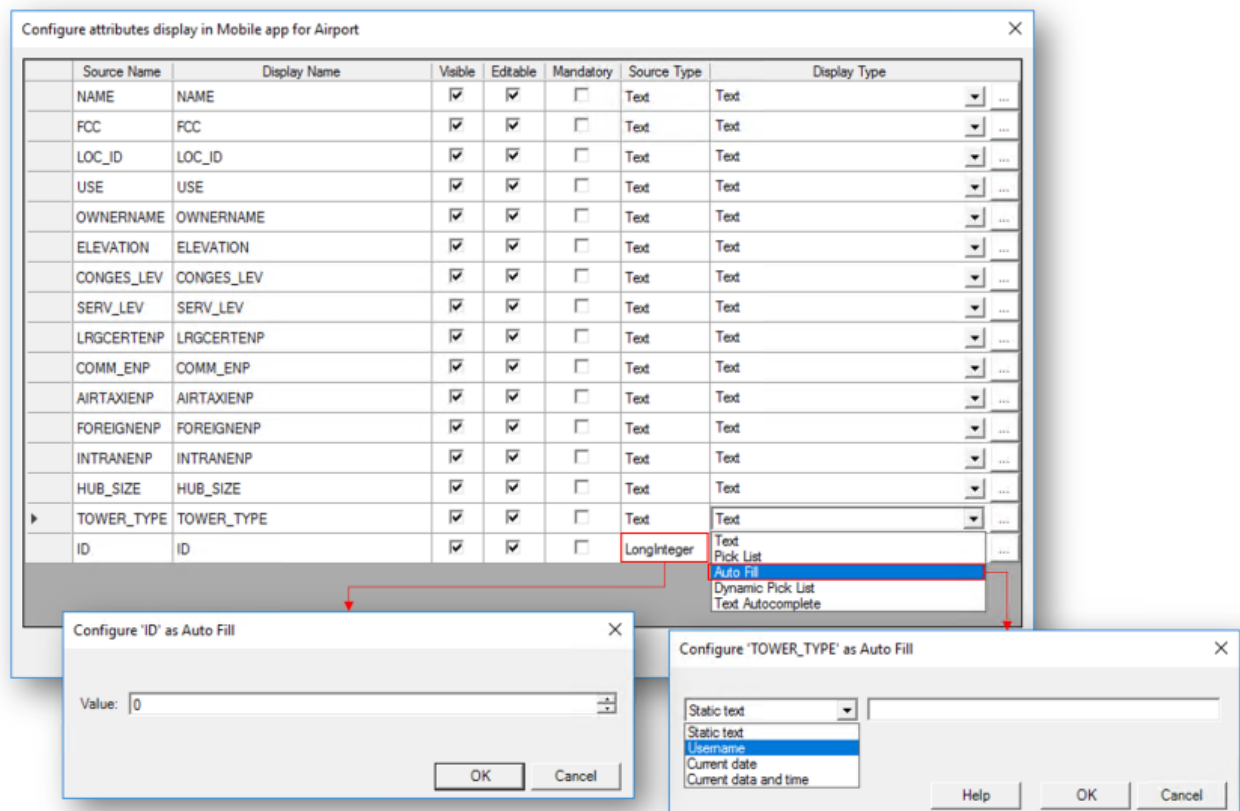 Configure attributes display in Mobile app for Airport
Source Name Display Name Visible Editable Mandatory Source Type Display Type
NAME NAME Text Text ...
FCC FCC Text Text ...
LOC_ID LOC_ID Text Text ...
USE USE Text Text ...
OWNERNAME OWNERNAME Text Text ...
ELEVATION ELEVATION Text Text ...
CONGES_LEV CONGES_LEV Text Text ...
SERV_LEV SERV_LEV Text Text ...
LRGCERTENP LRGCERTENP Text Text ...
COMM_ENP COMM_ENP Text Text ...
AIRTAXIENP AIRTAXIENP Text Text ...
FOREIGNENP FOREIGNENP Text Text ...
INTRANENP INTRANENP Text Text ...
HUB_SIZE HUB_SIZE Text Text ...
TOWER_TYPE TOWER_TYPE Text Text ...
ID ID LongInteger ...
Text
Pick List
Auto Fill
Dynamic Pick List
Text Autocomplete
Configure 'ID' as Auto Fill
Value: 0
OK Cancel
Configure 'TOWER_TYPE' as Auto Fill
Static text
Static text
Username
Current date
Current data and time
Help OK Cancel